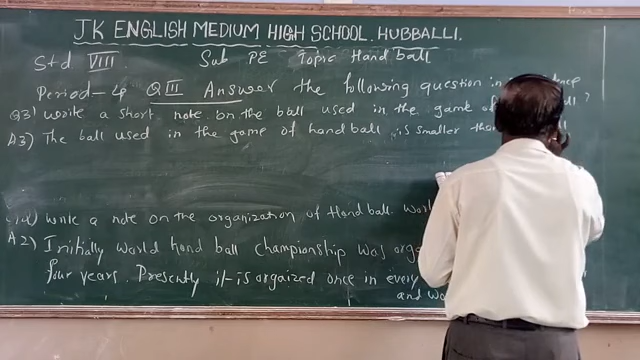 JK ENGLISH MEDIUM HIGH SCHOOL. HUBBALLI.
Std VIII Sub PE Topic Hand ball
Period-4 Q III Answer the following question in
Q3) Write a short note on the ball used in the game of ?
A3) The ball used in the game of hand ball is smaller
Write a note on the organization of Hand ball
A2) Initially world hand ball championship was
four years. Presently it is orgaized once in every
and